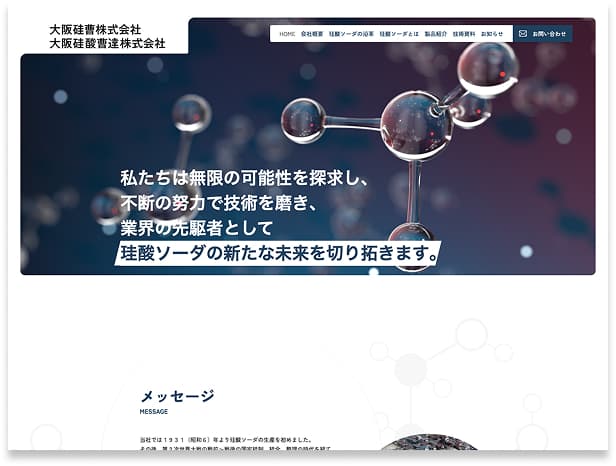 大阪硅曹株式会社
大阪硅酸曹達株式会社
HOME 会社概要 珪酸ソーダの沿革 珪酸ソーダとは 製品紹介 技術資料 お知らせ お問い合わせ
私たちは無限の可能性を探求し、
不断の努力で技術を磨き、
業界の先駆者として
珪酸ソーダの新たな未来を切り拓きます。
メッセージ
MESSAGE
当社では１９３１（昭和６）年より珪酸ソーダの生産を始めました。